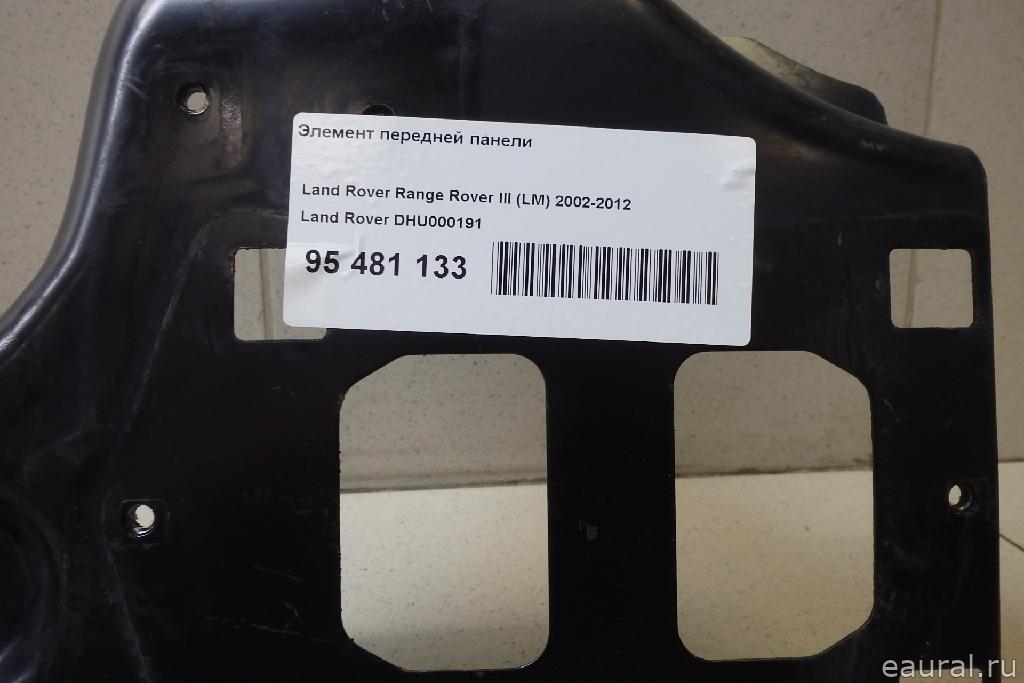 Элемент передней панели
Land Rover Range Rover III (LM) 2002-2012
Land Rover DHU000191
95 481 133
eaural.ru